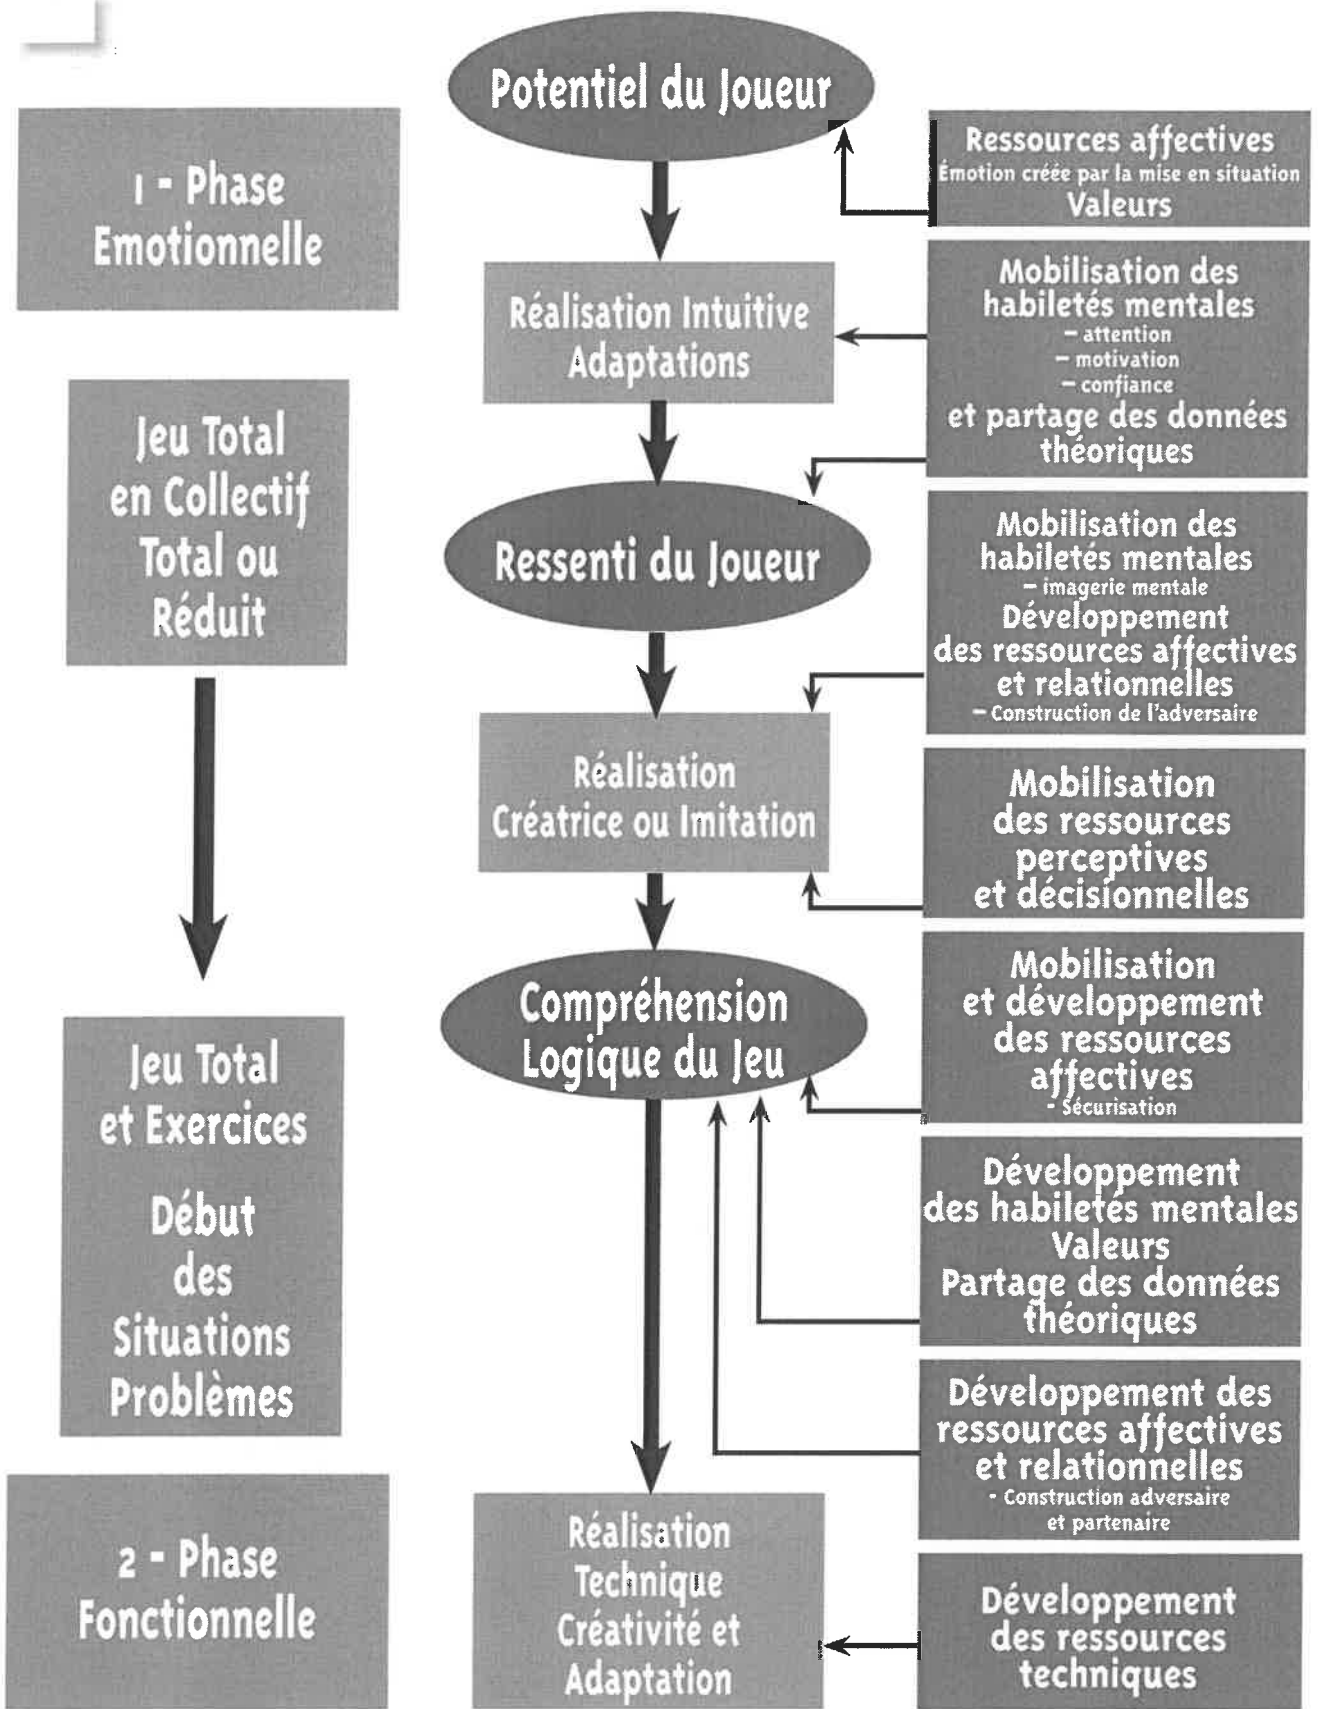 Potentiel du Joueur
1 - Phase
Emotionnelle
Ressources affectives
Émotion créée par la mise en situation
Valeurs
Réalisation Intuitive
Adaptations
Mobilisation des
habiletés mentales
– attention
– motivation
– confiance
et partage des données
théoriques
Jeu Total
en Collectif
Total ou
Réduit
Ressenti du Joueur
Mobilisation des
habiletés mentales
– imagerie mentale
Développement
des ressources affectives
et relationnelles
– Construction de l'adversaire
Réalisation
Créatrice ou Imitation
Mobilisation
des ressources
perceptives
et décisionnelles
Compréhension
Logique du Jeu
Mobilisation
et développement
des ressources
affectives
- Sécurisation
Jeu Total
et Exercices
Début
des
Situations
Problèmes
Développement
des habiletés mentales
Valeurs
Partage des données
théoriques
Développement des
ressources affectives
et relationnelles
- Construction adversaire
et partenaire
2 - Phase
Fonctionnelle
Réalisation
Technique
Créativité et
Adaptation
Développement
des ressources
techniques